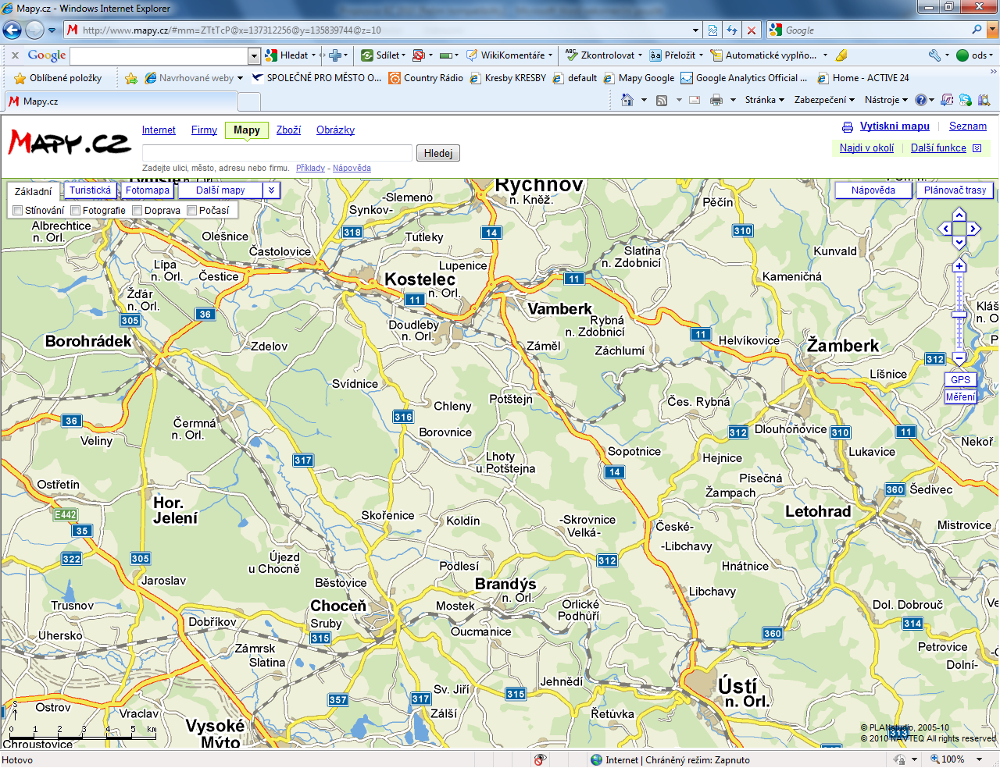 Mapy.cz - Windows Internet Explorer
http://www.mapy.cz/#mm=ZTtTcP@x=137312256@y=135839744@z=10
Google
Google
Hledat
Sdílet
WikiKomentáře
Zkontrolovat
Přeložit
Automatické vyplňo...
ods
Oblíbené položky
Navrhované weby
SPOLEČNĚ PRO MĚSTO O...
Country Rádio
Kresby KRESBY
default
Mapy Google
Google Analytics Official ...
Home - ACTIVE 24
Mapy.cz
Stránka
Zabezpečení
Nástroje
MAPY.CZ
Internet
Firmy
Mapy
Zboží
Obrázky
Vytiskni mapu
Seznam
Hledej
Najdi v okolí
Další funkce
Zadejte ulici, město, adresu nebo firmu. Příklady - Nápověda
Základní
Turistická
Fotomapa
Další mapy
Nápověda
Plánovač trasy
Stínování
Fotografie
Doprava
Počasí
Rychnov
n. Kněž.
-Slemeno
Synkov-
Pěčín
Albrechtice
n. Orl.
Olešnice
318
Tutleky
14
310
Častolovice
Lupenice
Slatina
n. Zdobnicí
Kunvald
Lípa
n. Orl.
Čestice
Kostelec
n. Orl.
11
Kameničná
Žďár
n. Orl.
11
Vamberk
305
36
Doudleby
n. Orl.
Rybná
n. Zdobnicí
Borohrádek
Zdelov
Záměl
Záchlumí
11
Helvíkovice
Žamberk
312
Líšnice
GPS
Měření
Svídnice
Potštejn
Chleny
Čes. Rybná
36
Čermná
n. Orl.
316
Borovnice
312
Dlouhoňovice
310
11
Veliny
Nekoř
317
Lhoty
u Potštejna
Sopotnice
Hejnice
Lukavice
14
Písečná
Ostřetín
Žampach
360
Šedivec
Hor.
Jelení
E442
Skořenice
Koldín
-Skrovnice
Velká-
České-
-Libchavy
Letohrad
Mistrovice
35
322
305
Újezd
u Chocně
Podlesí
312
Hnátnice
Jaroslav
Běstovice
Brandýs
n. Orl.
Libchavy
Trusnov
Choceň
Mostek
Orlické
Podhůří
Dol. Dobrouč
Dobříkov
Sruby
Oucmanice
314
Uhersko
315
360
Zámrsk
Petrovice
Slatina
Dolní-
Jehnědí
Ústí
n. Orl.
357
317
Sv. Jiří
315
Ostrov
Vraclav
Zálší
Řetůvka
Vysoké
Mýto
S
0 1 2 3 4 5 km
Chroustovice
313
© PLANstudio, 2005-10
© 2010 NAVTEQ All rights reserved
Hotovo
Internet | Chráněný režim: Zapnuto
100%